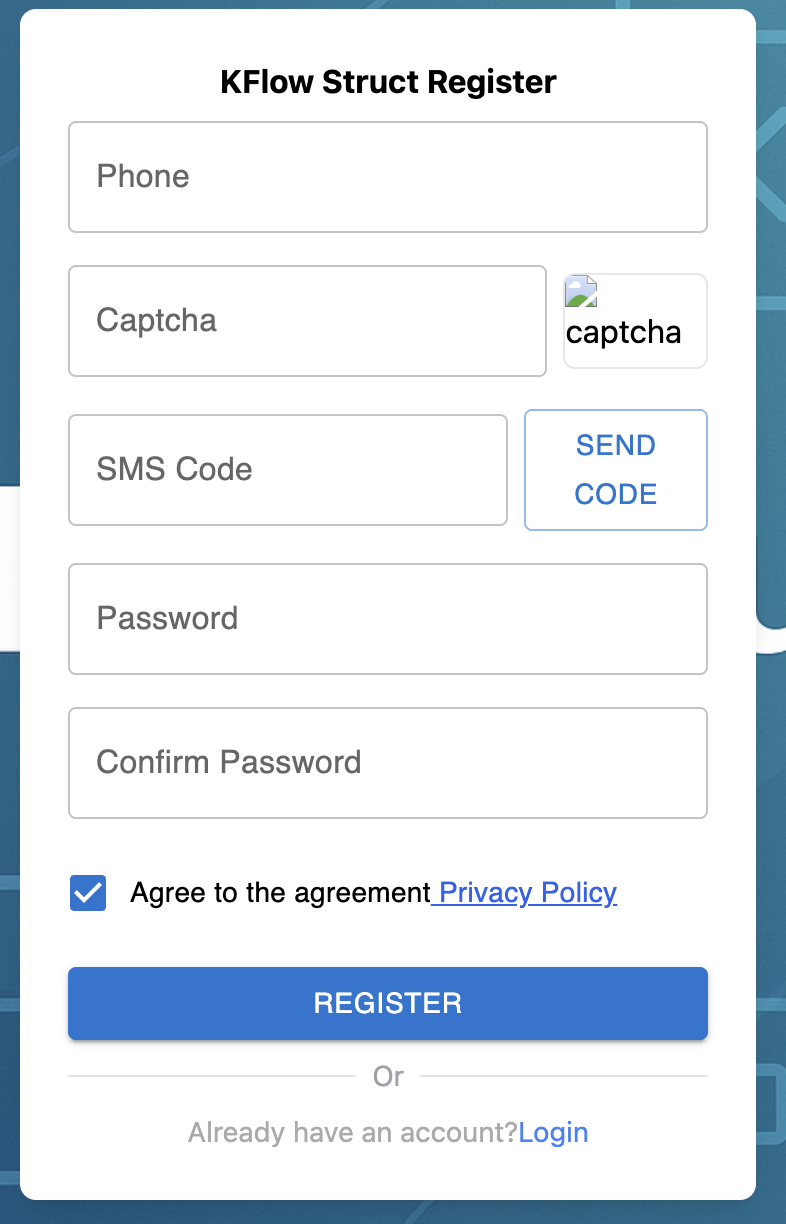 KFlow Struct Register
Phone
Captcha
captcha
SMS Code
SEND
CODE
Password
Confirm Password
Agree to the agreement Privacy Policy
REGISTER
Or
Already have an account?Login